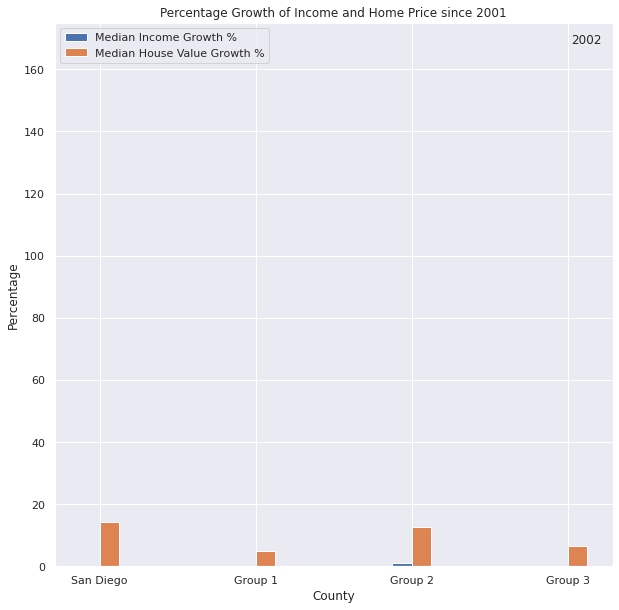 Percentage Growth of Income and Home Price since 2001
Median Income Growth %
Median House Value Growth %
2002
160
140
120
100
80
60
40
20
0
Percentage
San Diego Group 1 Group 2 Group 3
County